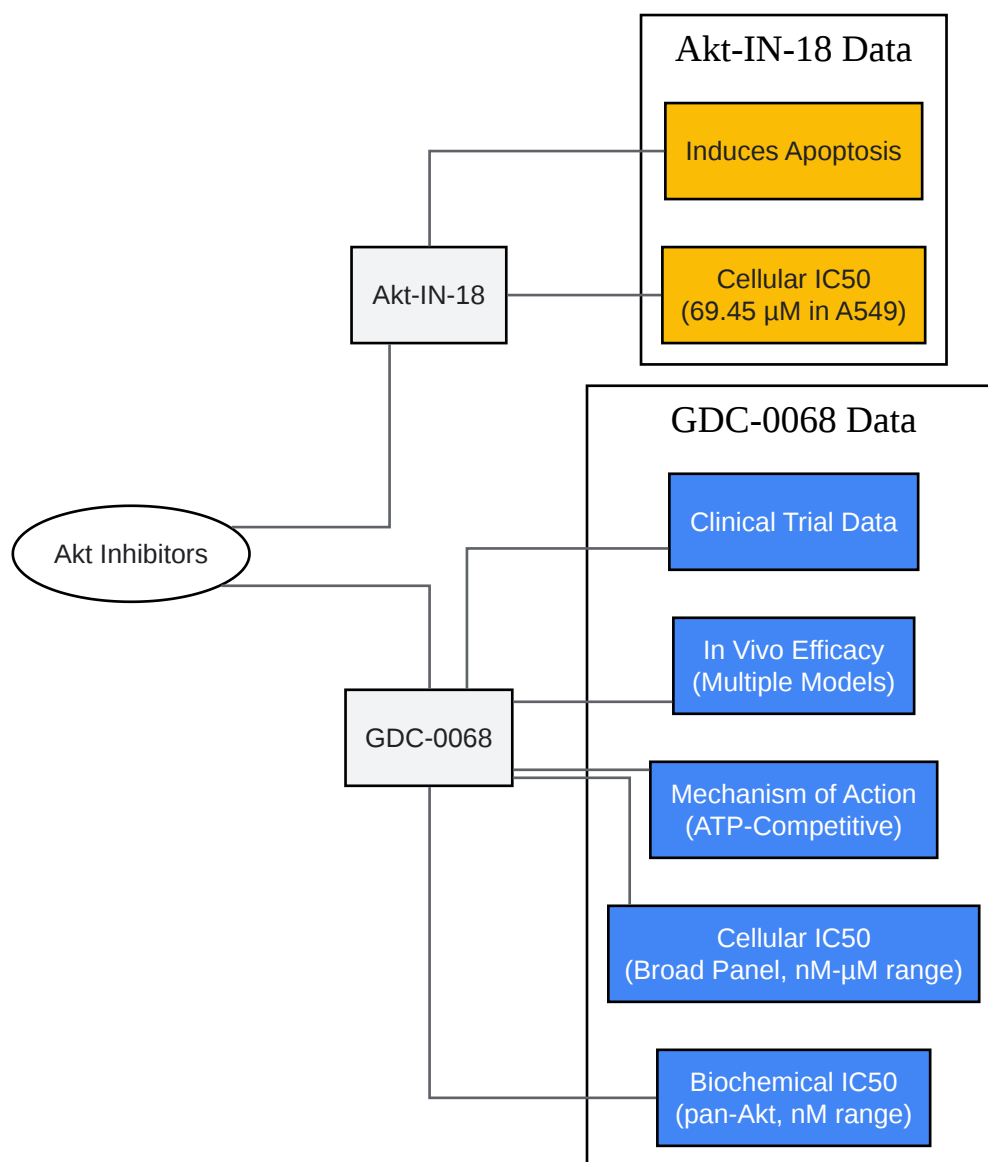 Akt-IN-18 Data
Induces Apoptosis
Cellular IC50
(69.45 µM in A549)
Akt-IN-18
GDC-0068 Data
Clinical Trial Data
Akt Inhibitors
In Vivo Efficacy
(Multiple Models)
GDC-0068
Mechanism of Action
(ATP-Competitive)
Cellular IC50
(Broad Panel, nM-µM range)
Biochemical IC50
(pan-Akt, nM range)